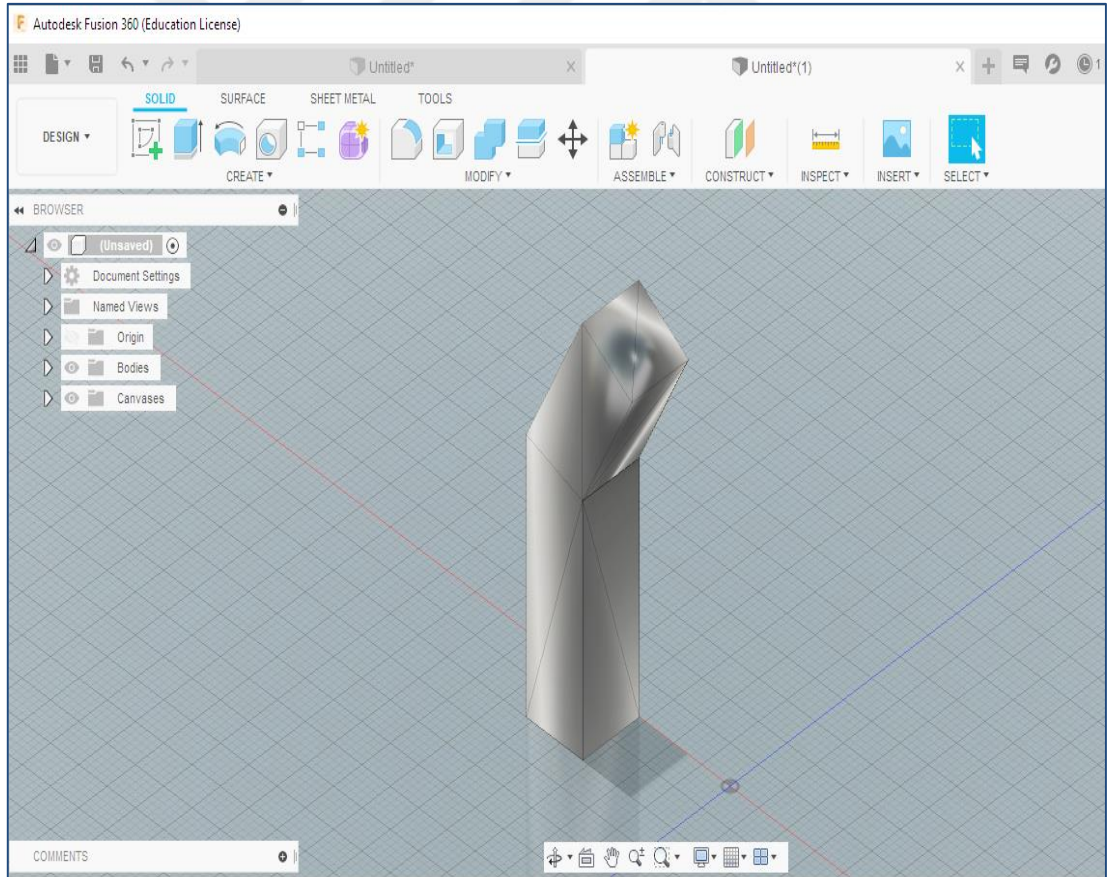 Autodesk Fusion 360 (Education License)
Untitled* Untitled*(1) 1
SOLID SURFACE SHEET METAL TOOLS
DESIGN
CREATE MODIFY ASSEMBLE CONSTRUCT INSPECT INSERT SELECT
BROWSER
(Unsaved)
Document Settings
Named Views
Origin
Bodies
Canvases
COMMENTS